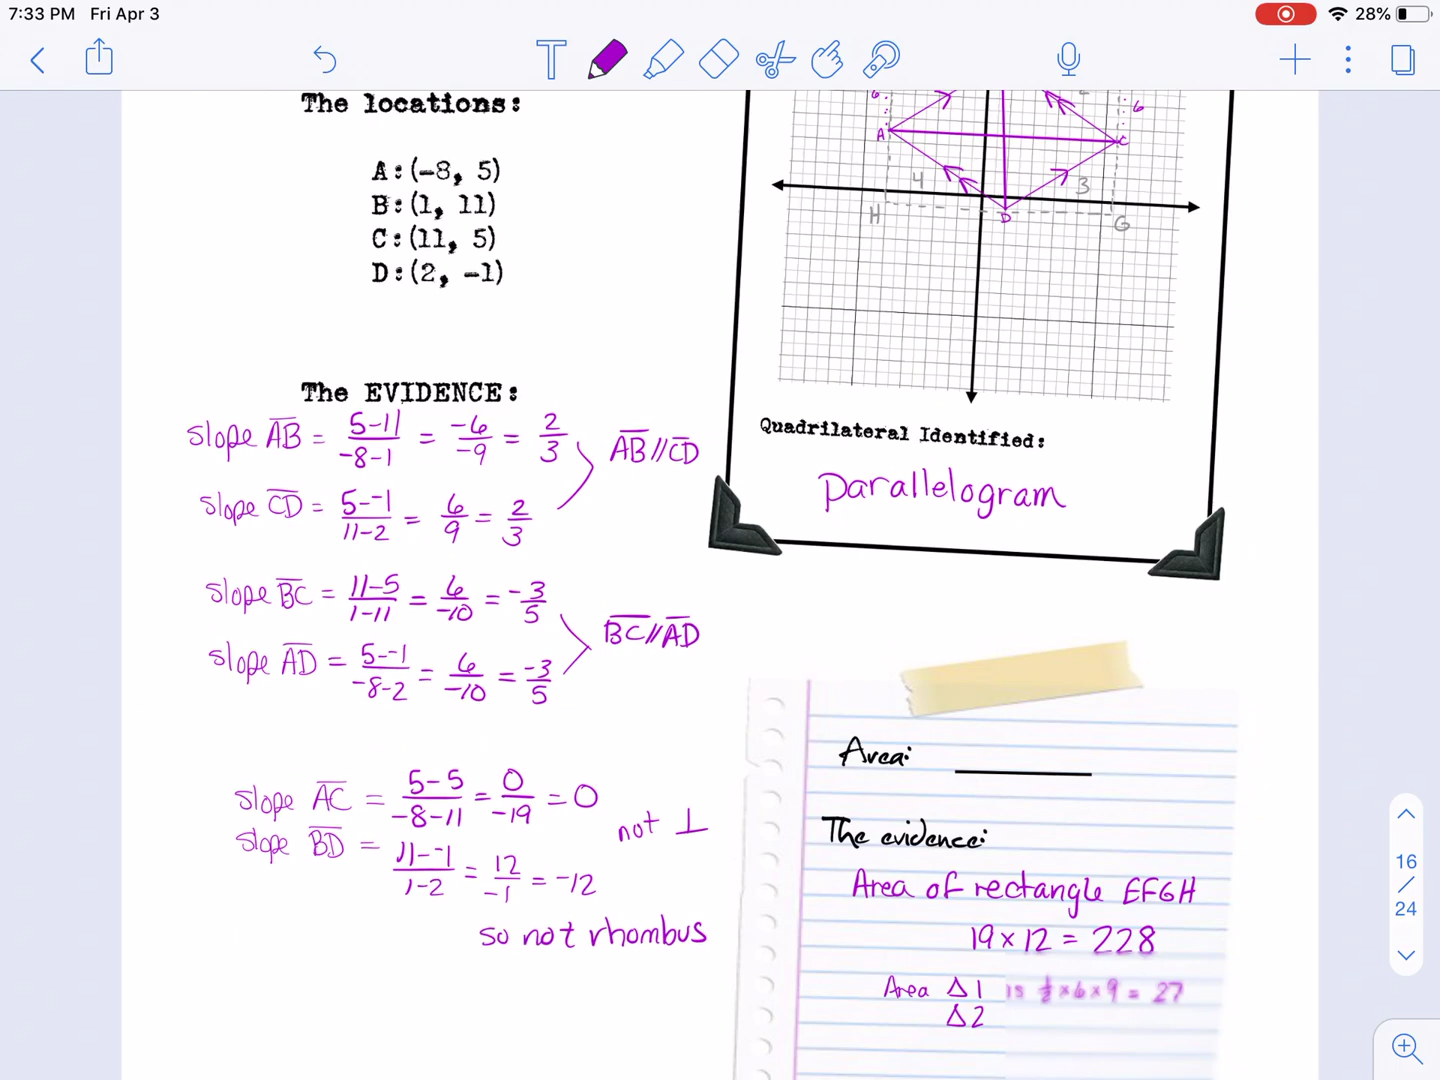 7:33 PM Fri Apr 3
28%
T
The locations:
A:(-8, 5)
B:(1, 11)
C:(11, 5)
D:(2, -1)
The EVIDENCE:
slope AB = 5-11/-8-1 = -6/-9 = 2/3
AB//CD
slope CD = 5--1/11-2 = 6/9 = 2/3
slope BC = 11-5/1-11 = 6/-10 = -3/5
BC//AD
slope AD = 5--1/-8-2 = 6/-10 = -3/5
slope AC = 5-5/-8-11 = 0/-19 = 0
not ⊥
slope BD = 11--1/1-2 = 12/-1 = -12
so not rhombus
6
6
A
C
4
3
H
D
G
Quadrilateral Identified:
Parallelogram
Area:
The evidence:
Area of rectangle EFGH
19 × 12 = 228
Area △1 is ½ × 6 × 9 = 27
△2
16
/
24